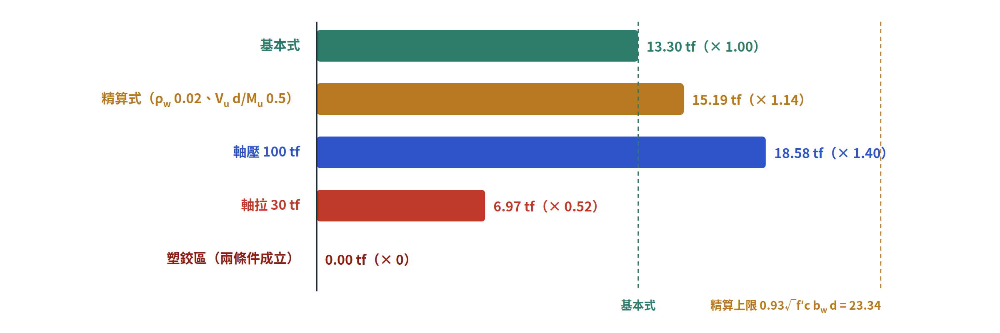 基本式
13.30 tf（× 1.00）
精算式（ρw 0.02、Vu d/Mu 0.5）
15.19 tf（× 1.14）
軸壓 100 tf
18.58 tf（× 1.40）
軸拉 30 tf
6.97 tf（× 0.52）
塑鉸區（兩條件成立）
0.00 tf（× 0）
基本式
精算上限 0.93√f′c bw d = 23.34